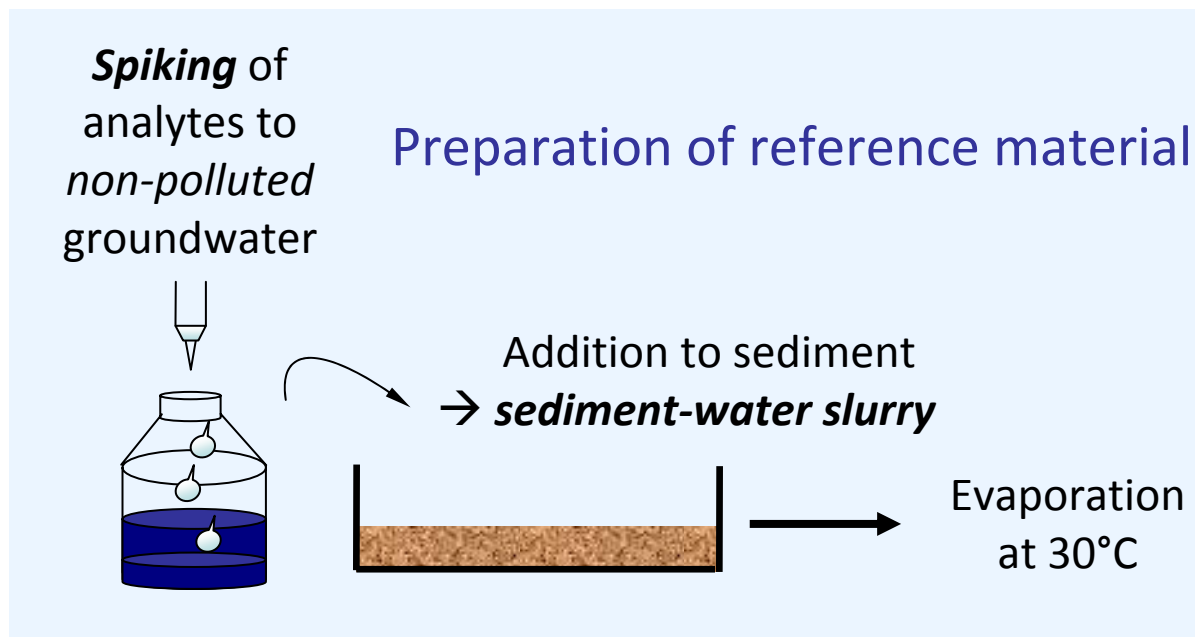 Spiking of
analytes to
non-polluted
groundwater
Preparation of reference material
Addition to sediment
→ sediment-water slurry
Evaporation
at 30°C